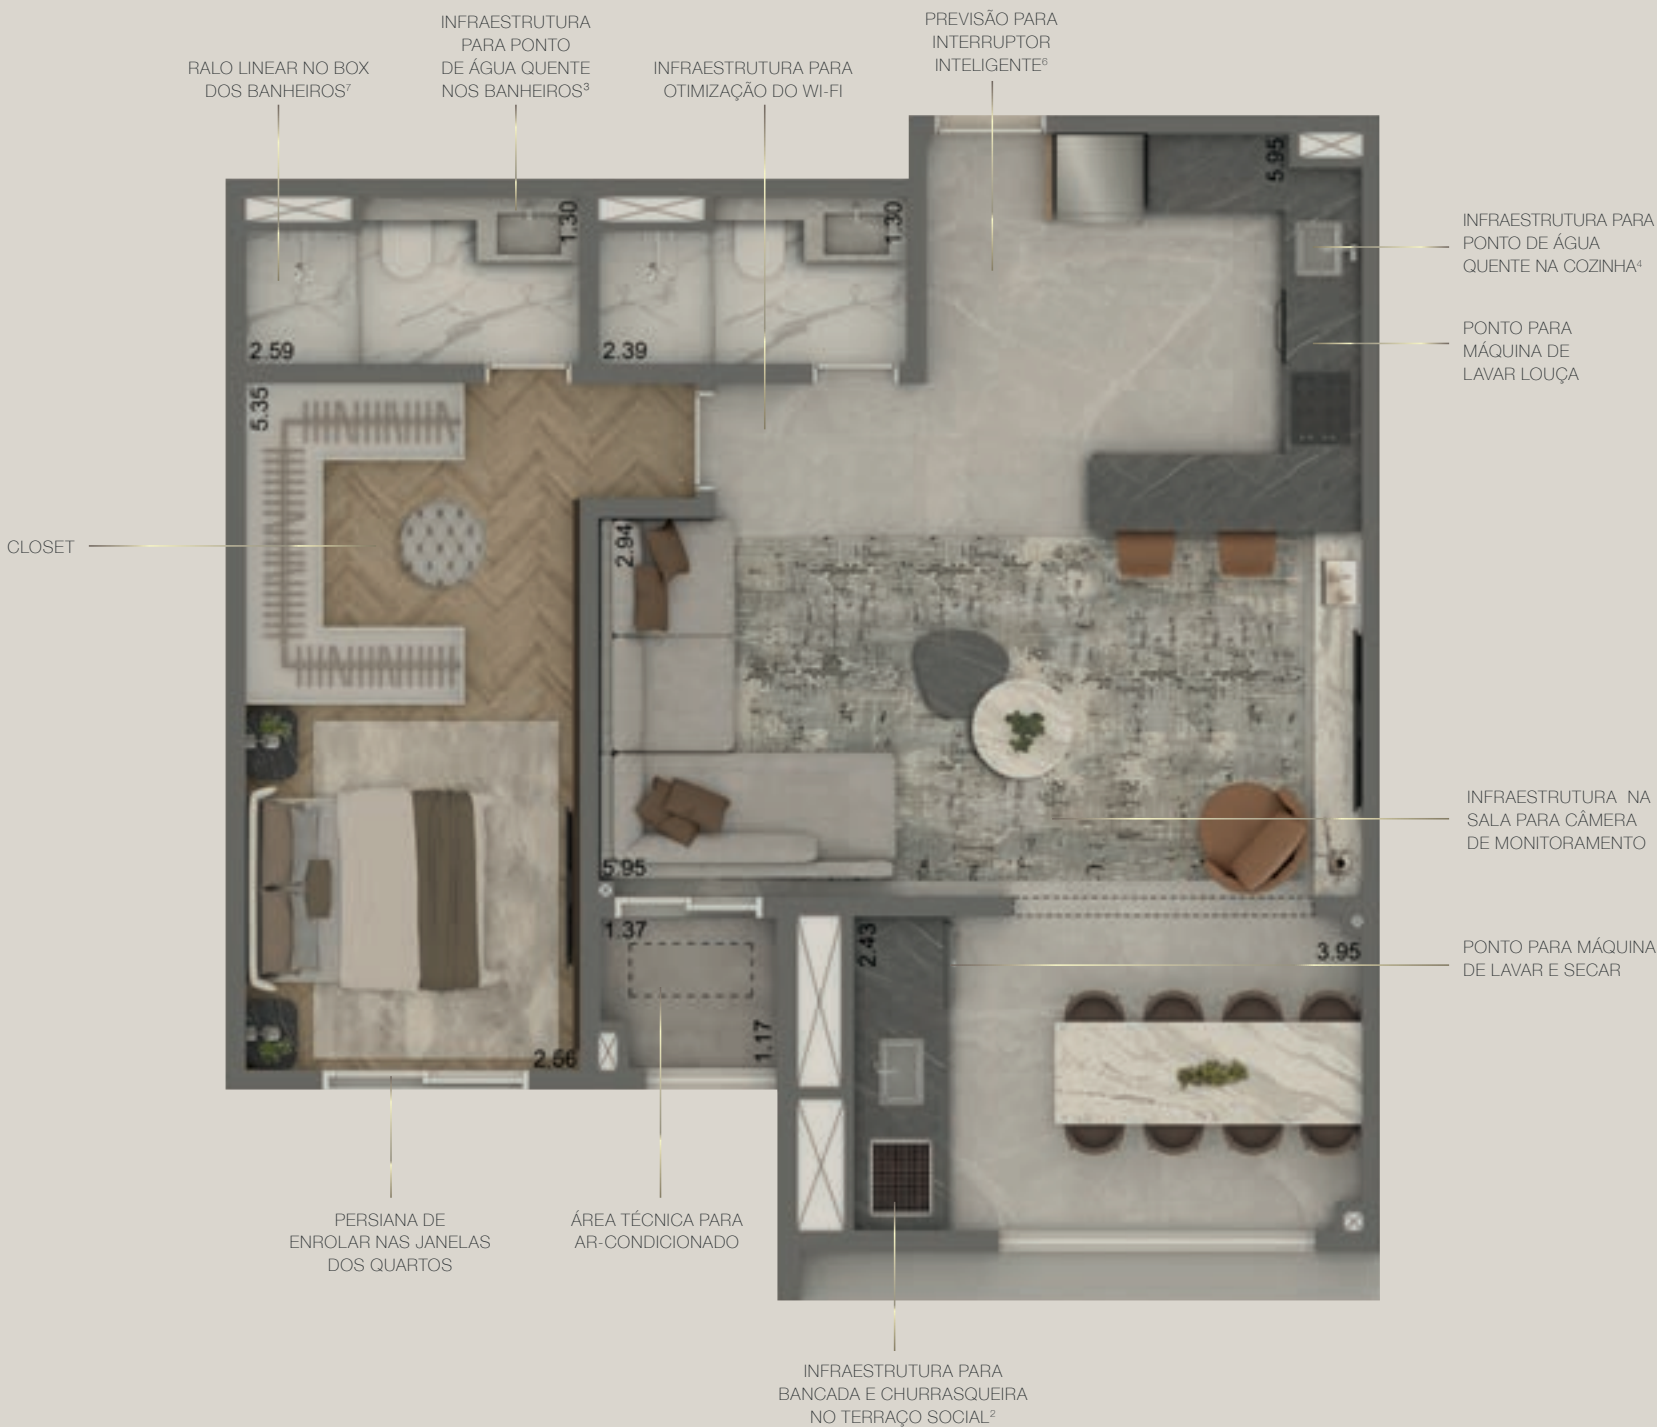 INFRAESTRUTURA
PARA PONTO
DE ÁGUA QUENTE
NOS BANHEIROS³
PREVISÃO PARA
INTERRUPTOR
INTELIGENTE⁶
RALO LINEAR NO BOX
DOS BANHEIROS⁷
INFRAESTRUTURA PARA
OTIMIZAÇÃO DO WI-FI
5.95
1.30
1.30
INFRAESTRUTURA PARA
PONTO DE ÁGUA
QUENTE NA COZINHA⁴
2.59
2.39
PONTO PARA
MÁQUINA DE
LAVAR LOUÇA
5.35
CLOSET
2.94
INFRAESTRUTURA NA
SALA PARA CÂMERA
DE MONITORAMENTO
5.95
1.37
2.43
3.95
PONTO PARA MÁQUINA
DE LAVAR E SECAR
1.17
2.56
PERSIANA DE
ENROLAR NAS JANELAS
DOS QUARTOS
ÁREA TÉCNICA PARA
AR-CONDICIONADO
INFRAESTRUTURA PARA
BANCADA E CHURRASQUEIRA
NO TERRAÇO SOCIAL²